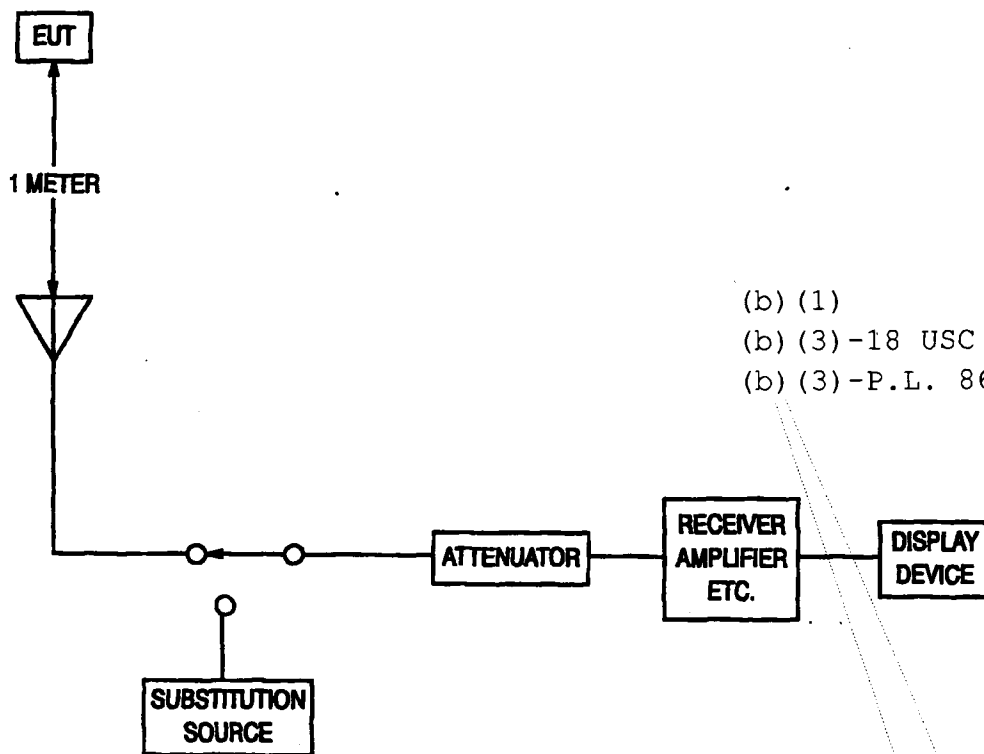 EUT
1 METER
(b) (1)
(b) (3)-18 USC
(b) (3)-P.L. 86
ATTENUATOR
RECEIVER
AMPLIFIER
ETC.
DISPLAY
DEVICE
SUBSTITUTION
SOURCE